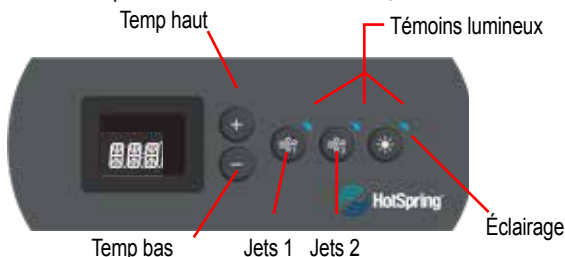 Temp haut
Témoins lumineux
+
−
HotSpring
Éclairage
Temp bas
Jets 1
Jets 2